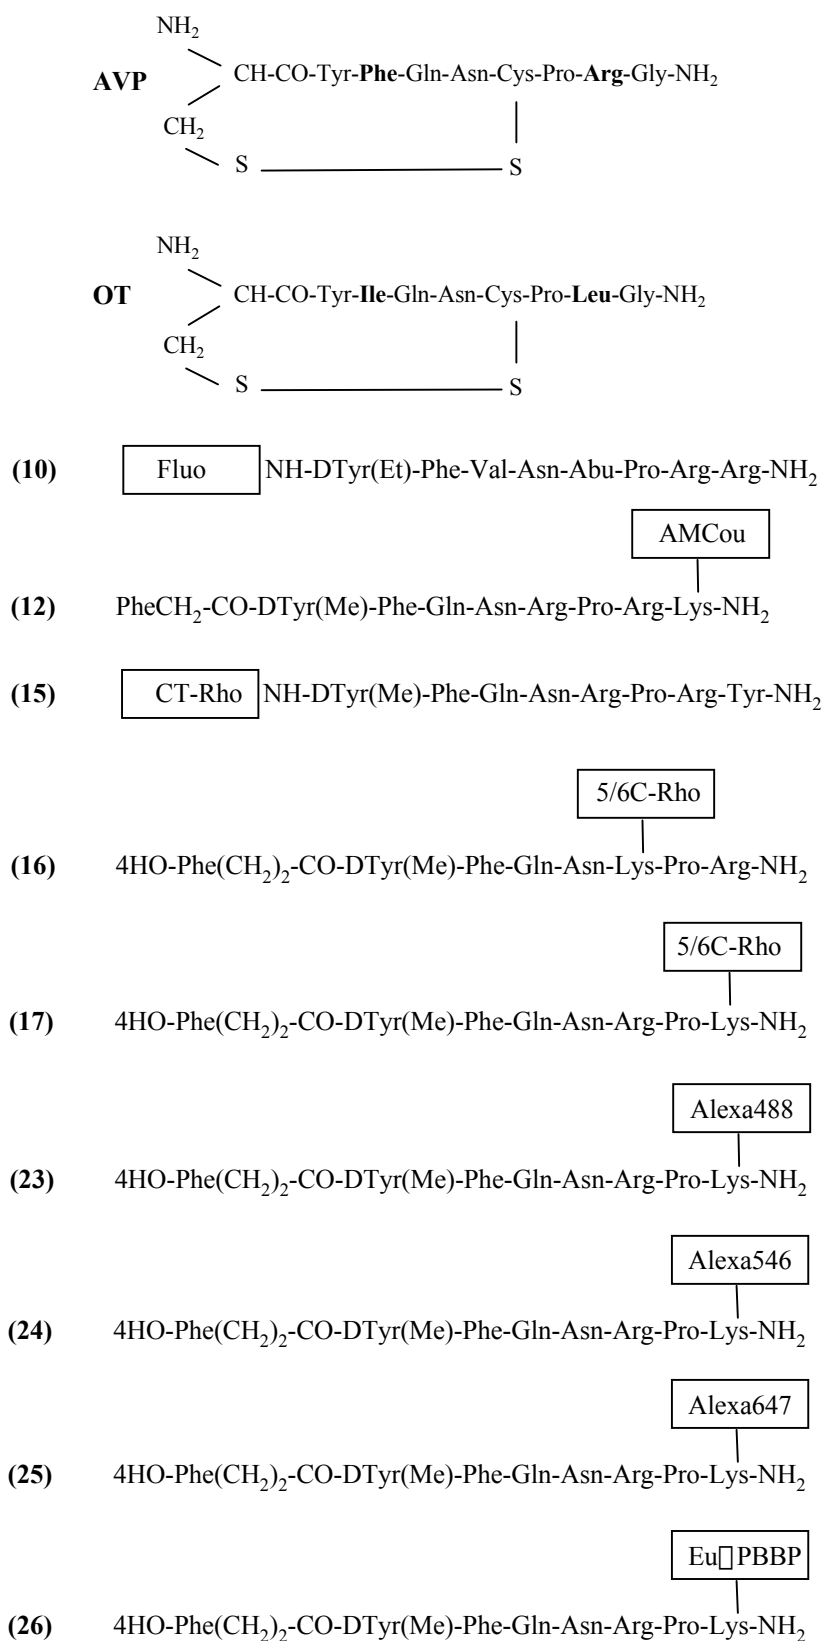 NH₂
AVP CH-CO-Tyr-Phe-Gln-Asn-Cys-Pro-Arg-Gly-NH₂
CH₂
S S
NH₂
OT CH-CO-Tyr-Ile-Gln-Asn-Cys-Pro-Leu-Gly-NH₂
CH₂
S S
(10) Fluo NH-DTyr(Et)-Phe-Val-Asn-Abu-Pro-Arg-Arg-NH₂
AMCou
(12) PheCH₂-CO-DTyr(Me)-Phe-Gln-Asn-Arg-Pro-Arg-Lys-NH₂
(15) CT-Rho NH-DTyr(Me)-Phe-Gln-Asn-Arg-Pro-Arg-Tyr-NH₂
5/6C-Rho
(16) 4HO-Phe(CH₂)₂-CO-DTyr(Me)-Phe-Gln-Asn-Lys-Pro-Arg-NH₂
5/6C-Rho
(17) 4HO-Phe(CH₂)₂-CO-DTyr(Me)-Phe-Gln-Asn-Arg-Pro-Lys-NH₂
Alexa488
(23) 4HO-Phe(CH₂)₂-CO-DTyr(Me)-Phe-Gln-Asn-Arg-Pro-Lys-NH₂
Alexa546
(24) 4HO-Phe(CH₂)₂-CO-DTyr(Me)-Phe-Gln-Asn-Arg-Pro-Lys-NH₂
Alexa647
(25) 4HO-Phe(CH₂)₂-CO-DTyr(Me)-Phe-Gln-Asn-Arg-Pro-Lys-NH₂
Eu▯PBBP
(26) 4HO-Phe(CH₂)₂-CO-DTyr(Me)-Phe-Gln-Asn-Arg-Pro-Lys-NH₂